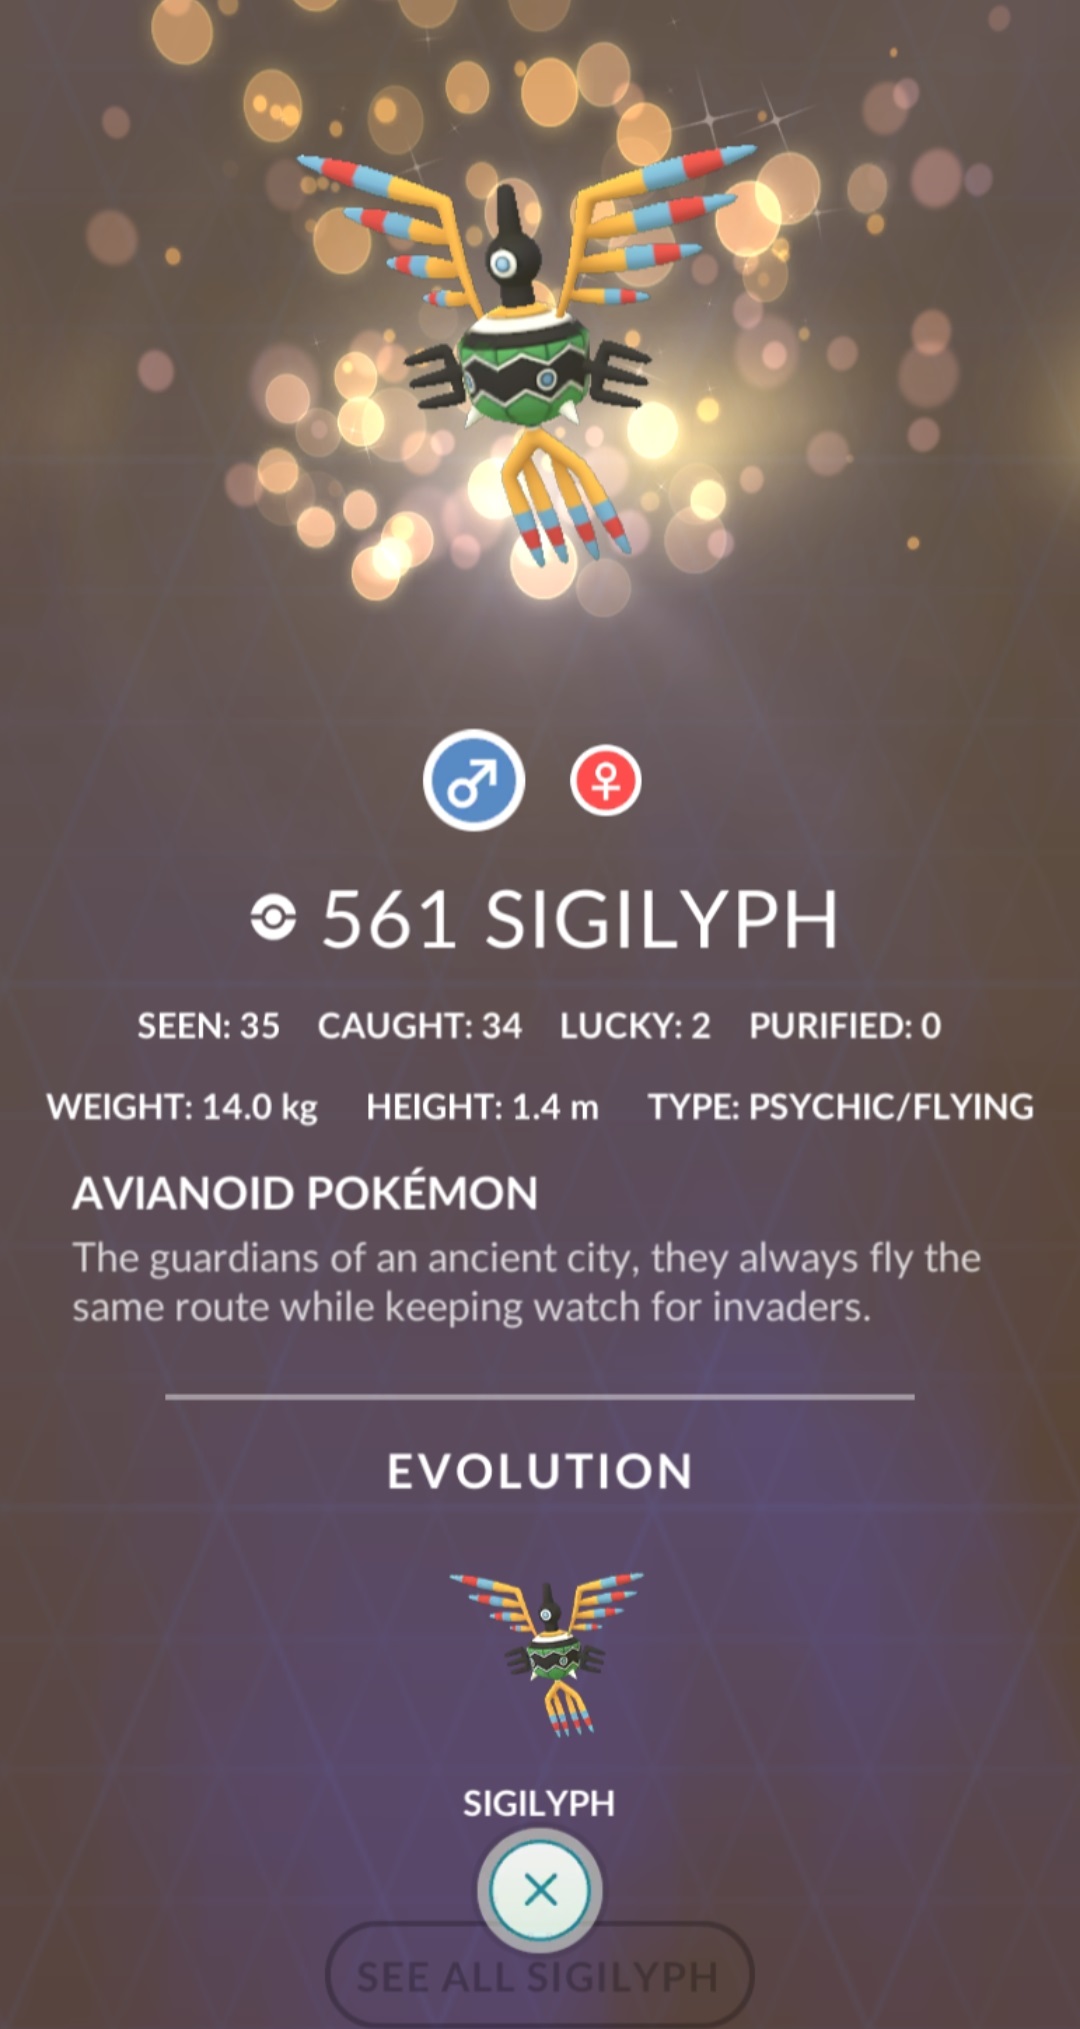 561 SIGILYPH
SEEN: 35 CAUGHT: 34 LUCKY: 2 PURIFIED: 0
WEIGHT: 14.0 kg HEIGHT: 1.4 m TYPE: PSYCHIC/FLYING
AVIANOID POKÉMON
The guardians of an ancient city, they always fly the
same route while keeping watch for invaders.
EVOLUTION
SIGILYPH
SEE ALL SIGILYPH